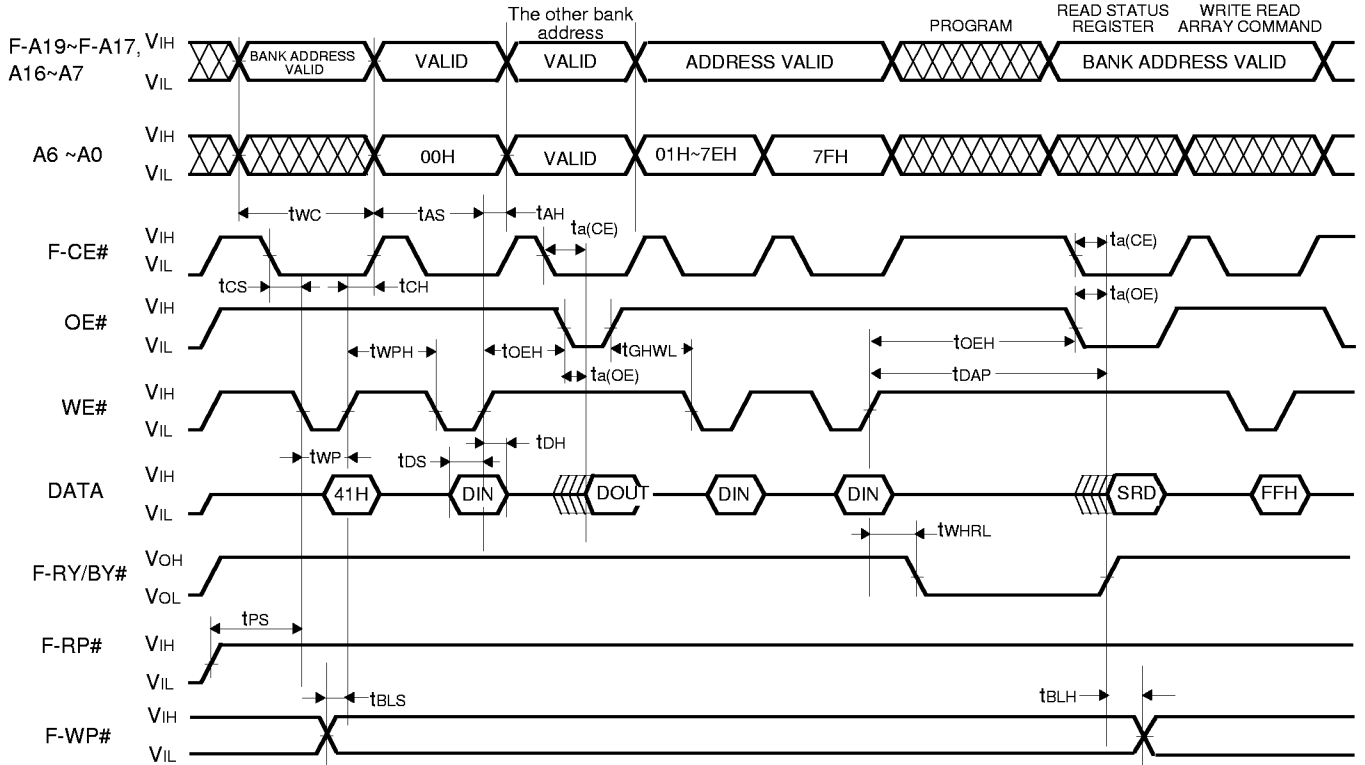 The other bank address
PROGRAM
READ STATUS REGISTER
WRITE READ ARRAY COMMAND
F-A19~F-A17, A16~A7
VIH
VIL
BANK ADDRESS VALID
VALID
VALID
ADDRESS VALID
BANK ADDRESS VALID
A6 ~A0
VIH
VIL
00H
VALID
01H~7EH
7FH
tWC
tAS
tAH
ta(CE)
ta(CE)
F-CE#
VIH
VIL
tCS
tCH
ta(OE)
OE#
VIH
VIL
tWPH
tOEH
tGHWL
tOEH
ta(OE)
tDAP
WE#
VIH
VIL
tWP
tDS
tDH
DATA
VIH
VIL
41H
DIN
DOUT
DIN
DIN
SRD
FFH
tWHRL
F-RY/BY#
VOH
VOL
tPS
F-RP#
VIH
VIL
tBLS
tBLH
F-WP#
VIH
VIL